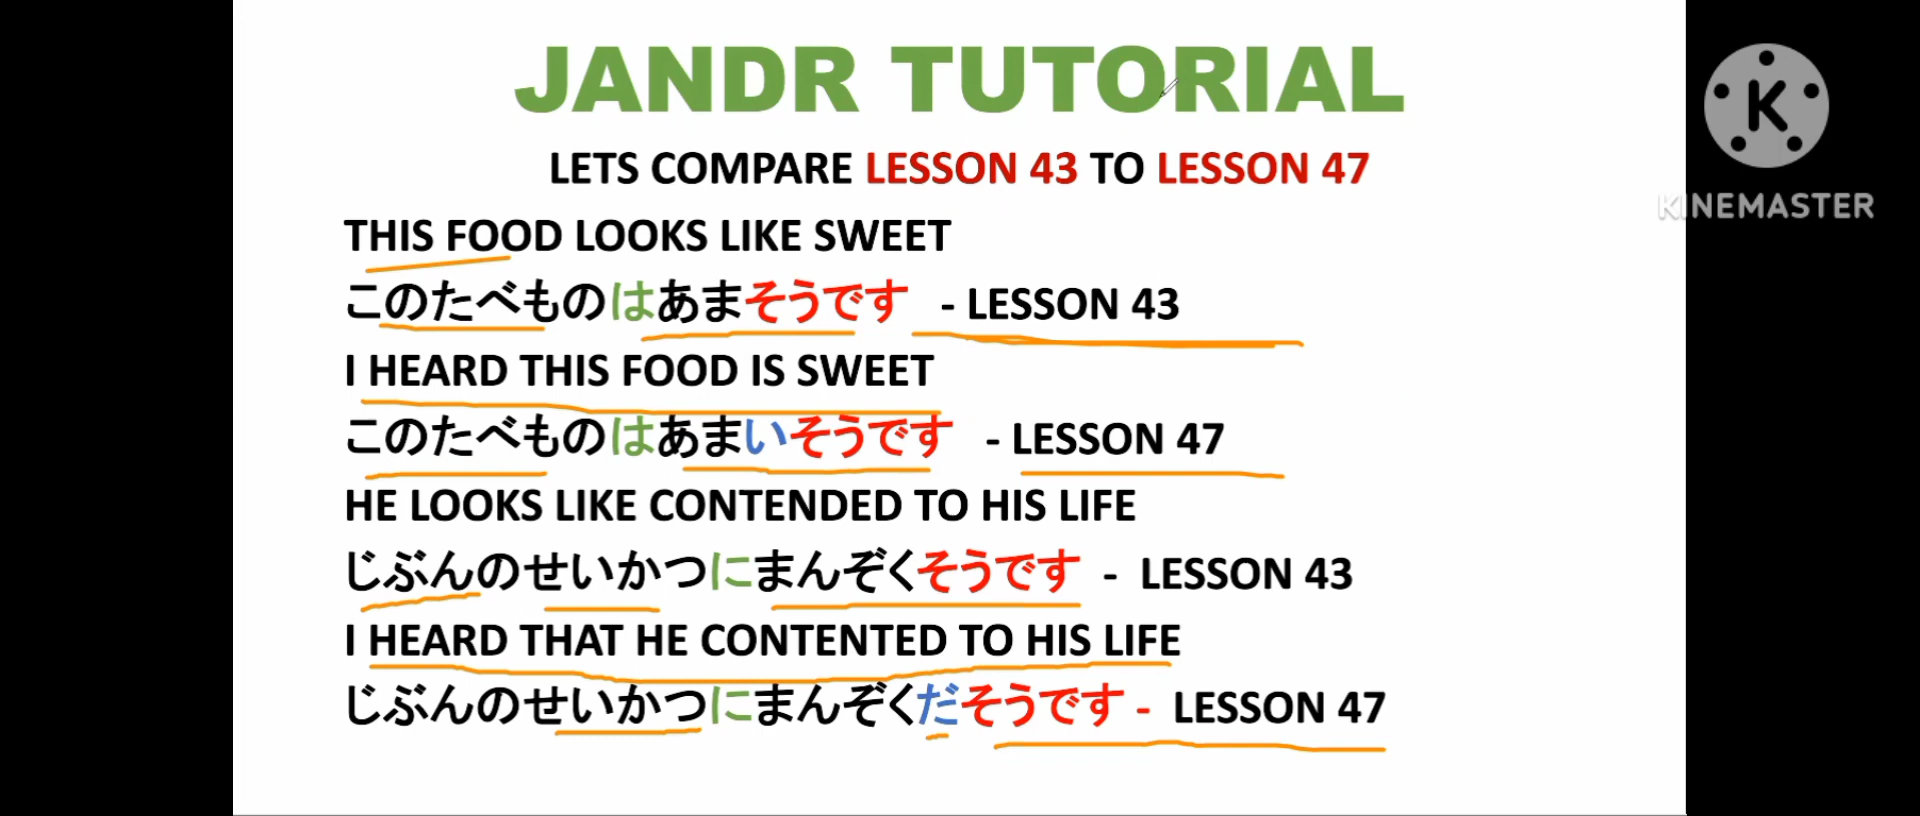 JANDR TUTORIAL
LETS COMPARE LESSON 43 TO LESSON 47
THIS FOOD LOOKS LIKE SWEET
このたべものはあまそうです - LESSON 43
I HEARD THIS FOOD IS SWEET
このたべものはあまいそうです - LESSON 47
HE LOOKS LIKE CONTENDED TO HIS LIFE
じぶんのせいかつにまんぞくそうです - LESSON 43
I HEARD THAT HE CONTENTED TO HIS LIFE
じぶんのせいかつにまんぞくだそうです - LESSON 47
K
KINEMASTER